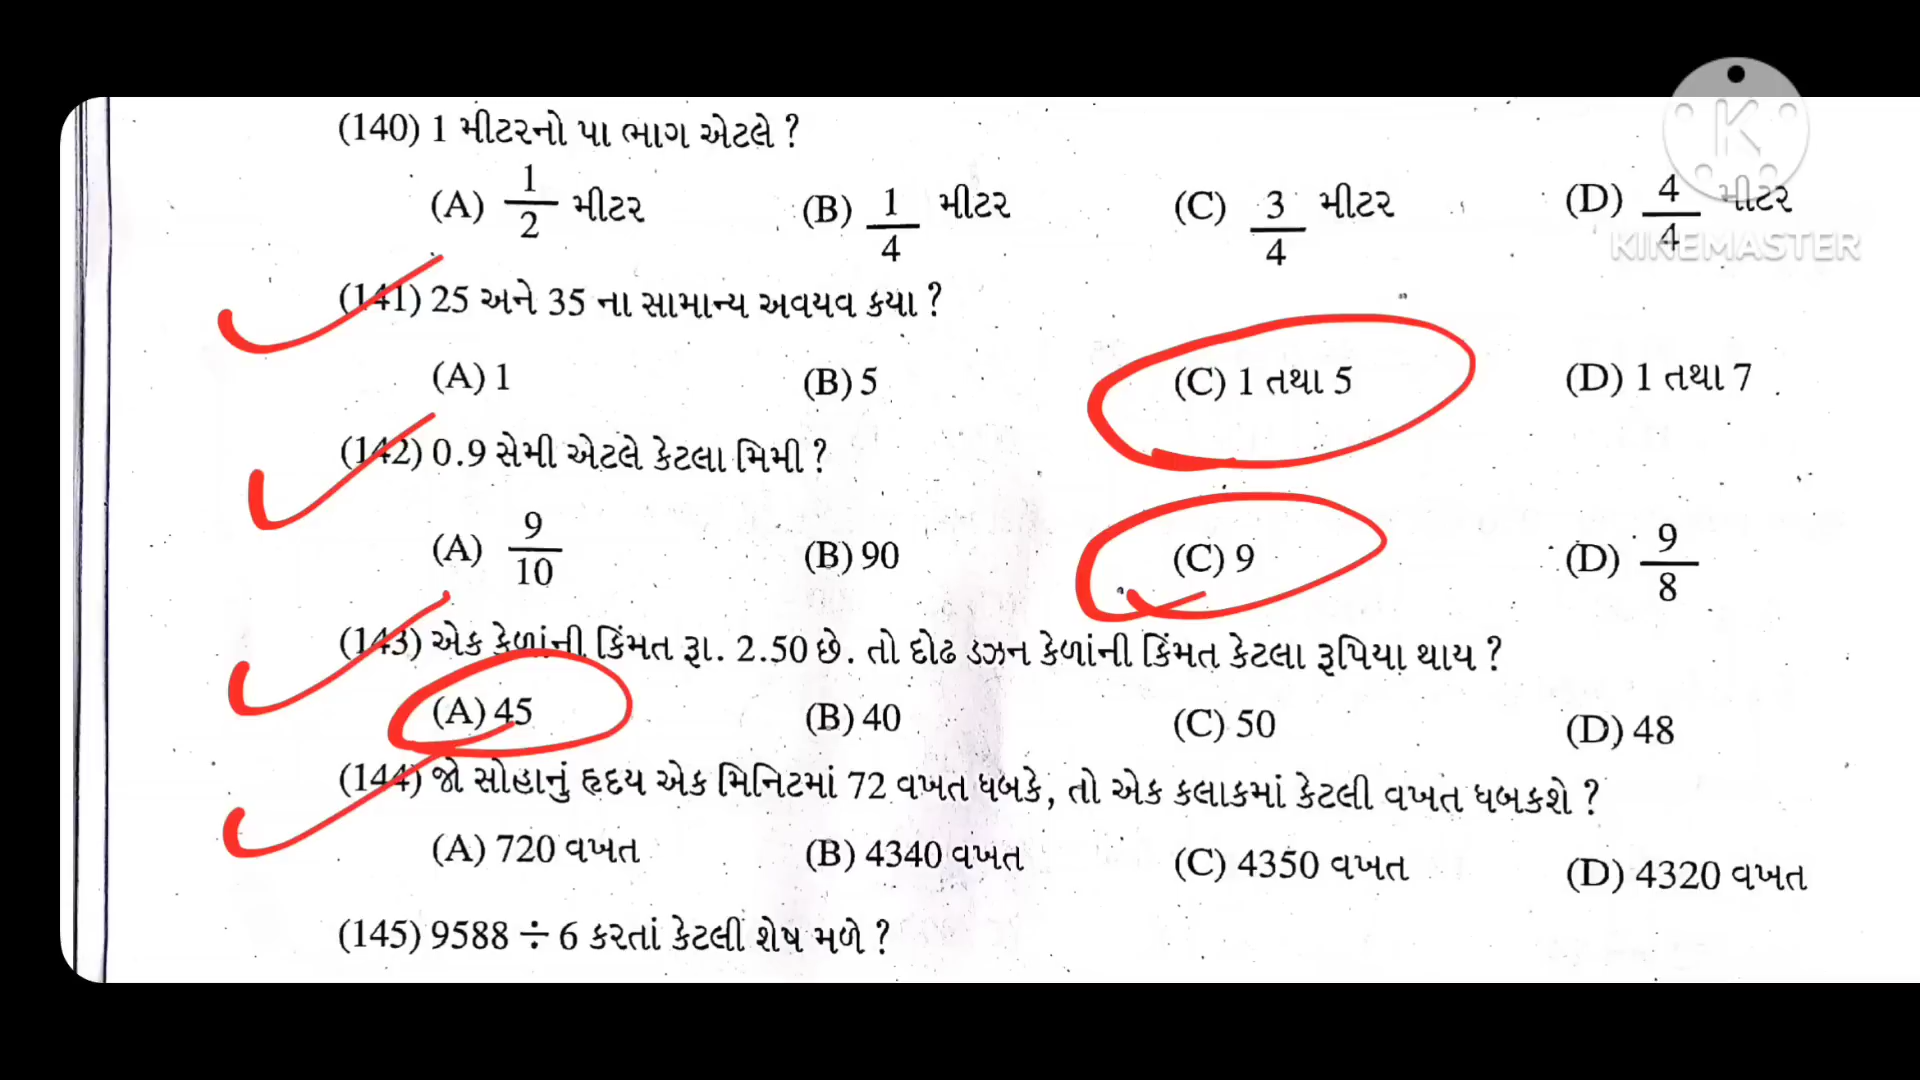 (140) 1 મીટરનો પા ભાગ એટલે ?
(A) 1/2 મીટર (B) 1/4 મીટર (C) 3/4 મીટર (D) 4/4 મીટર
KINEMASTER
(141) 25 અને 35 ના સામાન્ય અવયવ કયા ?
(A) 1 (B) 5 (C) 1 તથા 5 (D) 1 તથા 7
(142) 0.9 સેમી એટલે કેટલા મિમી ?
(A) 9/10 (B) 90 (C) 9 (D) 9/8
(143) એક કેળાંની કિંમત રૂા. 2.50 છે. તો દોઢ ડઝન કેળાંની કિંમત કેટલા રૂપિયા થાય ?
(A) 45 (B) 40 (C) 50 (D) 48
(144) જો સોહાનું હૃદય એક મિનિટમાં 72 વખત ધબકે, તો એક કલાકમાં કેટલી વખત ધબકશે ?
(A) 720 વખત (B) 4340 વખત (C) 4350 વખત (D) 4320 વખત
(145) 9588 ÷ 6 કરતાં કેટલી શેષ મળે ?